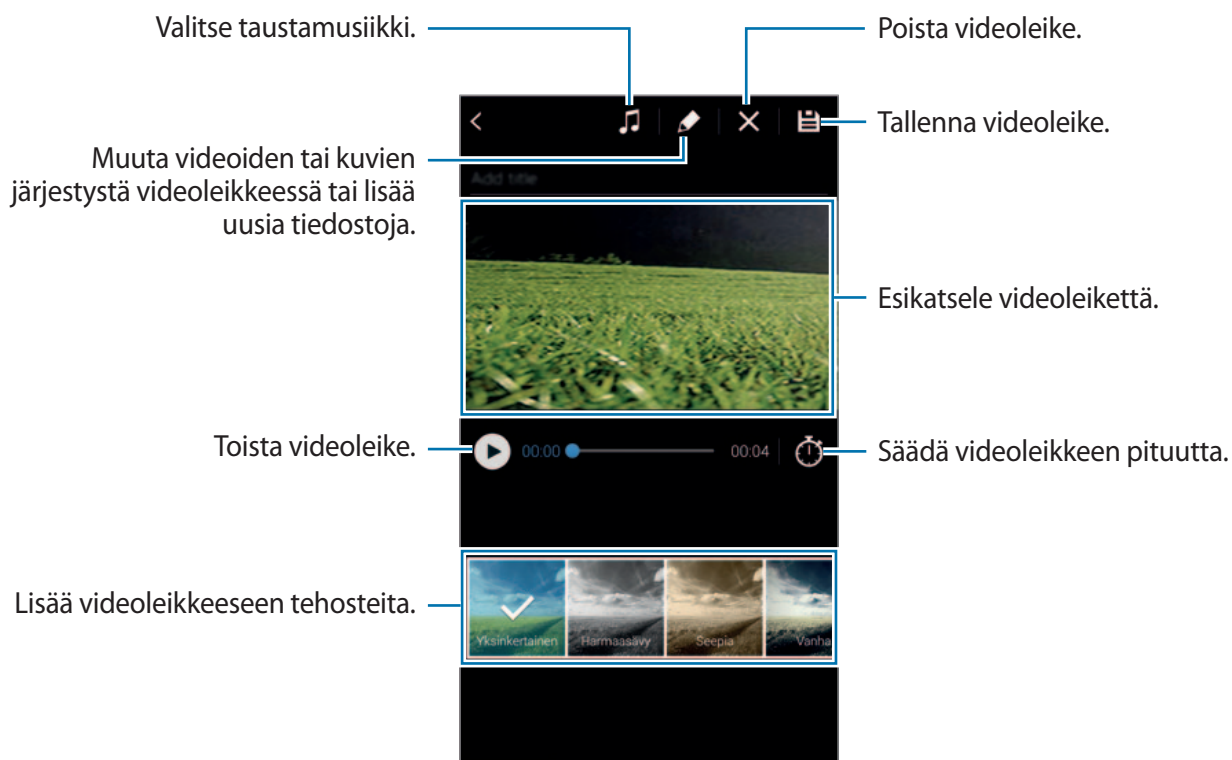 Valitse taustamusiikki.
Poista videoleike.
Tallenna videoleike.
Muuta videoiden tai kuvien
järjestystä videoleikkeessä tai lisää
uusia tiedostoja.
Add title
Esikatsele videoleikettä.
Toista videoleike.
00:00
00:04
Säädä videoleikkeen pituutta.
Lisää videoleikkeeseen tehosteita.
Yksinkertainen
Harmaasävy
Seepia
Vanha